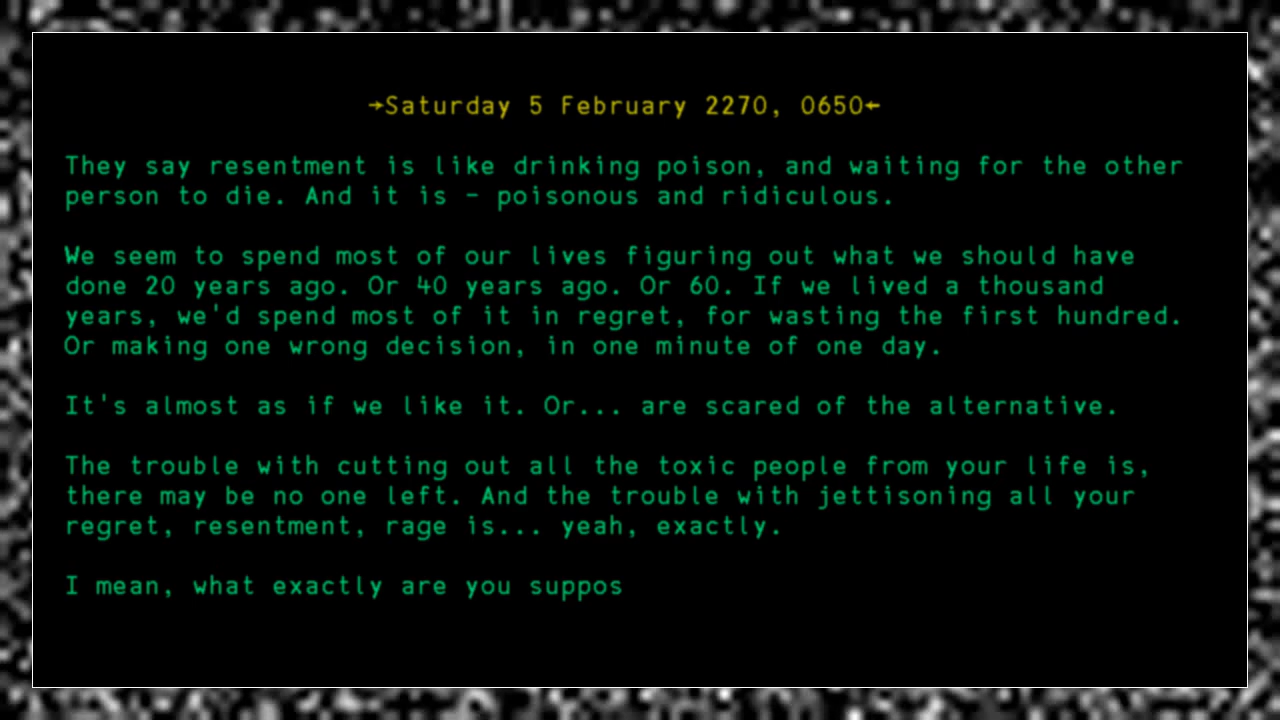 →Saturday 5 February 2270, 0650←
They say resentment is like drinking poison, and waiting for the other
person to die. And it is - poisonous and ridiculous.
We seem to spend most of our lives figuring out what we should have
done 20 years ago. Or 40 years ago. Or 60. If we lived a thousand
years, we'd spend most of it in regret, for wasting the first hundred.
Or making one wrong decision, in one minute of one day.
It's almost as if we like it. Or... are scared of the alternative.
The trouble with cutting out all the toxic people from your life is,
there may be no one left. And the trouble with jettisoning all your
regret, resentment, rage is... yeah, exactly.
I mean, what exactly are you suppos